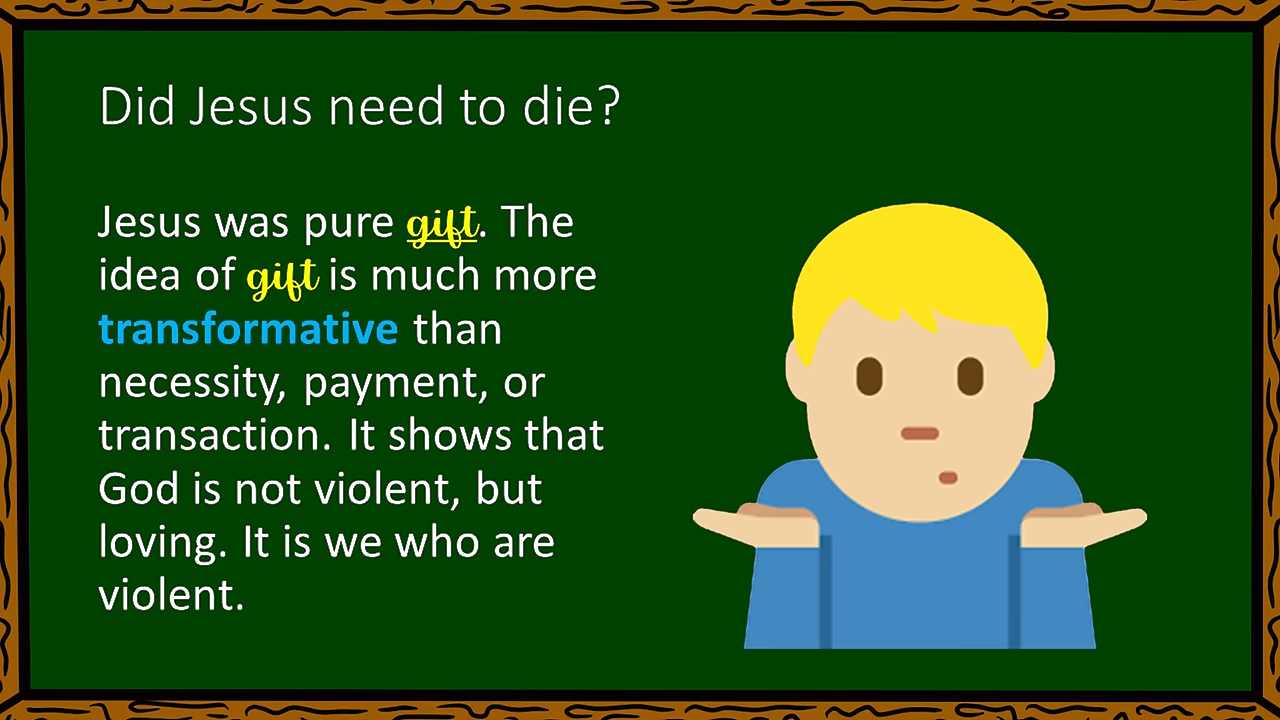 Did Jesus need to die?
Jesus was pure gift. The
idea of gift is much more
transformative than
necessity, payment, or
transaction. It shows that
God is not violent, but
loving. It is we who are
violent.